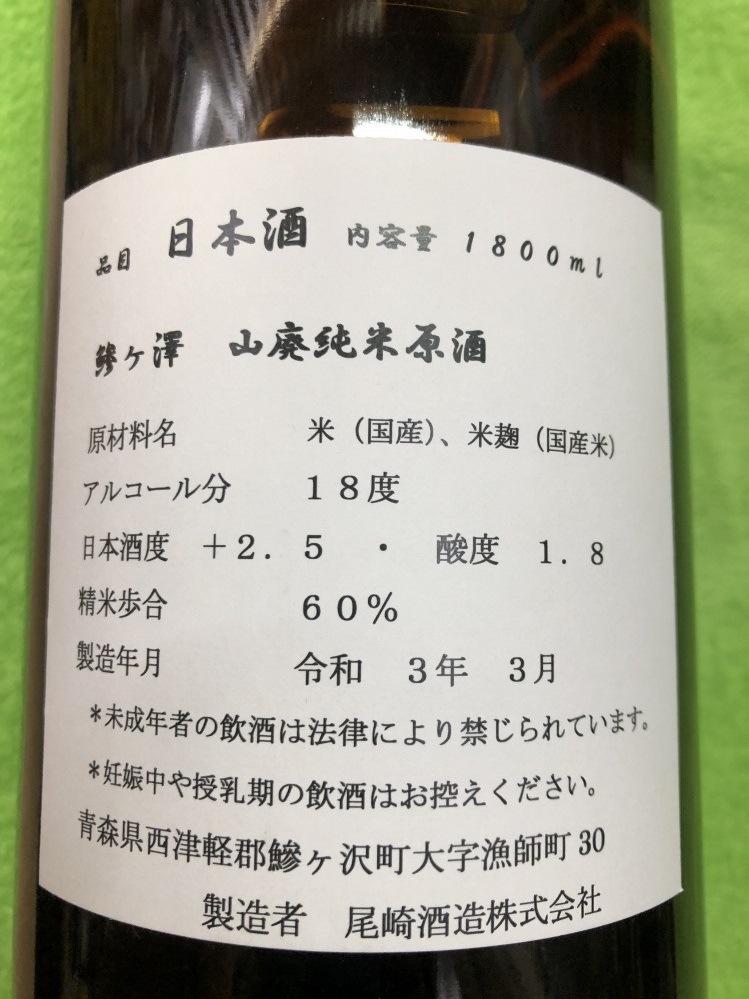 品目 日本酒 内容量 1800ml
鰺ヶ澤 山廃純米原酒
原材料名 米（国産）、米麹（国産米）
アルコール分 18度
日本酒度 +2.5 ・ 酸度 1.8
精米歩合 60%
製造年月 令和 3年 3月
*未成年者の飲酒は法律により禁じられています。
*妊娠中や授乳期の飲酒はお控えください。
青森県西津軽郡鰺ヶ沢町大字漁師町30
製造者 尾崎酒造株式会社